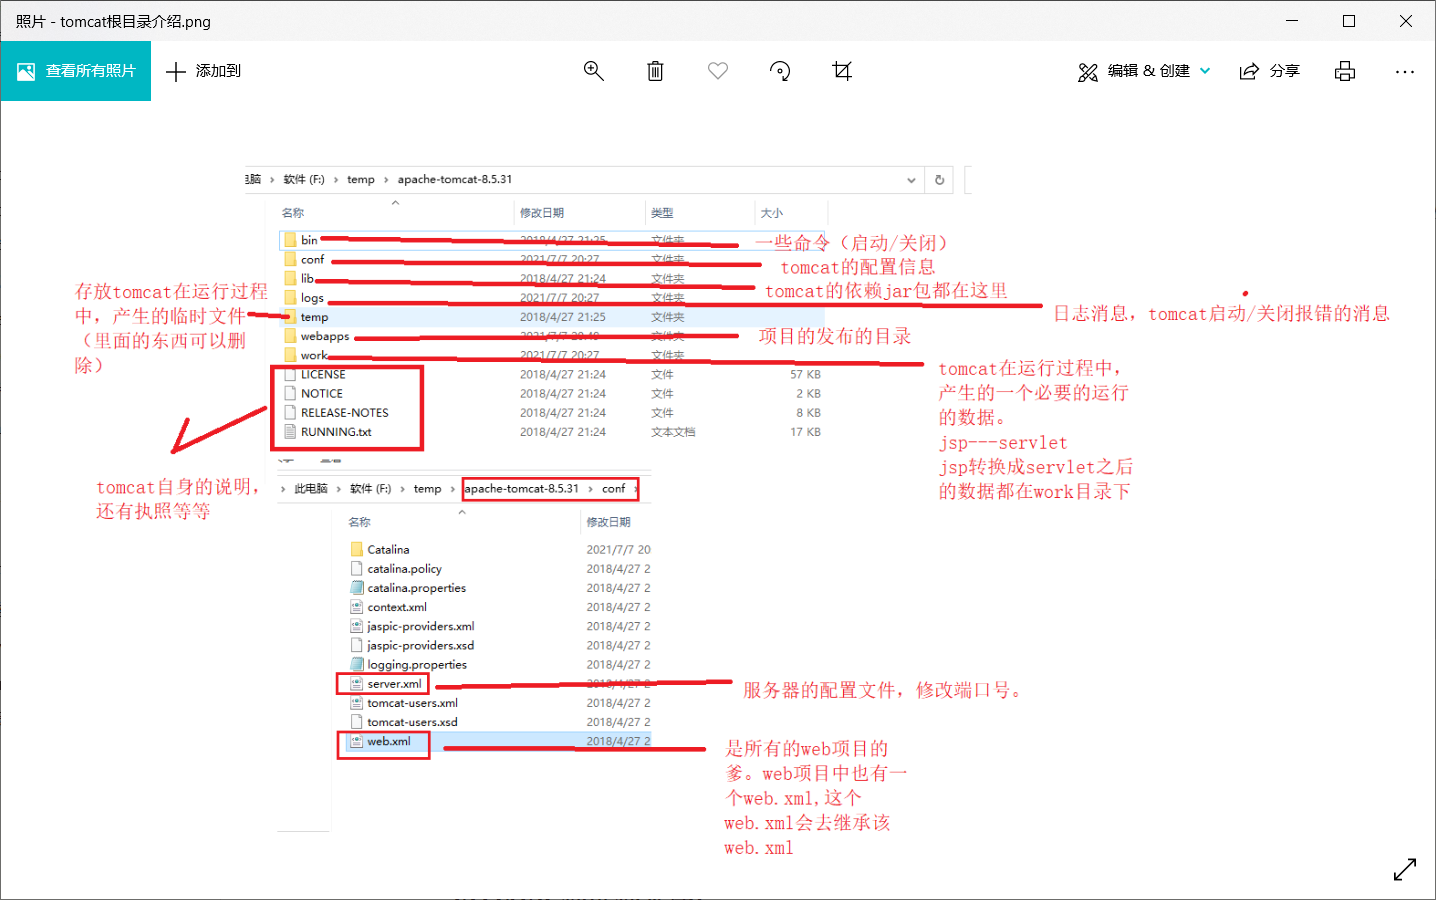 照片 - tomcat根目录介绍.png
查看所有照片
添加到
编辑 & 创建
分享
电脑 › 软件 (F:) › temp › apache-tomcat-8.5.31
名称 修改日期 类型 大小
bin 2018/4/27 21:25 文件夹
一些命令（启动/关闭）
conf 2021/7/7 20:27 文件夹
tomcat的配置信息
lib 2018/4/27 21:24 文件夹
tomcat的依赖jar包都在这里
logs 2021/7/7 20:27 文件夹
日志消息，tomcat启动/关闭报错的消息
temp 2018/4/27 21:25 文件夹
存放tomcat在运行过程
中，产生的临时文件
（里面的东西可以删
除）
webapps 文件夹
项目的发布的目录
work 2021/7/7 20:27 文件夹
tomcat在运行过程中，
产生的一个必要的运行
的数据。
jsp---servlet
jsp转换成servlet之后
的数据都在work目录下
LICENSE 2018/4/27 21:24 文件 57 KB
NOTICE 2018/4/27 21:24 文件 2 KB
RELEASE-NOTES 2018/4/27 21:24 文件 8 KB
RUNNING.txt 2018/4/27 21:24 文本文档 17 KB
tomcat自身的说明，
还有执照等等
› 此电脑 › 软件 (F:) › temp › apache-tomcat-8.5.31 › conf ›
名称 修改日期
Catalina 2021/7/7 20
catalina.policy 2018/4/27 2
catalina.properties 2018/4/27 2
context.xml 2018/4/27 2
jaspic-providers.xml 2018/4/27 2
jaspic-providers.xsd 2018/4/27 2
logging.properties 2018/4/27 2
server.xml 2018/4/27 2
服务器的配置文件，修改端口号。
tomcat-users.xml 2018/4/27 2
tomcat-users.xsd 2018/4/27 2
web.xml 2018/4/27 2
是所有的web项目的
爹。web项目中也有一
个web.xml,这个
web.xml会去继承该
web.xml